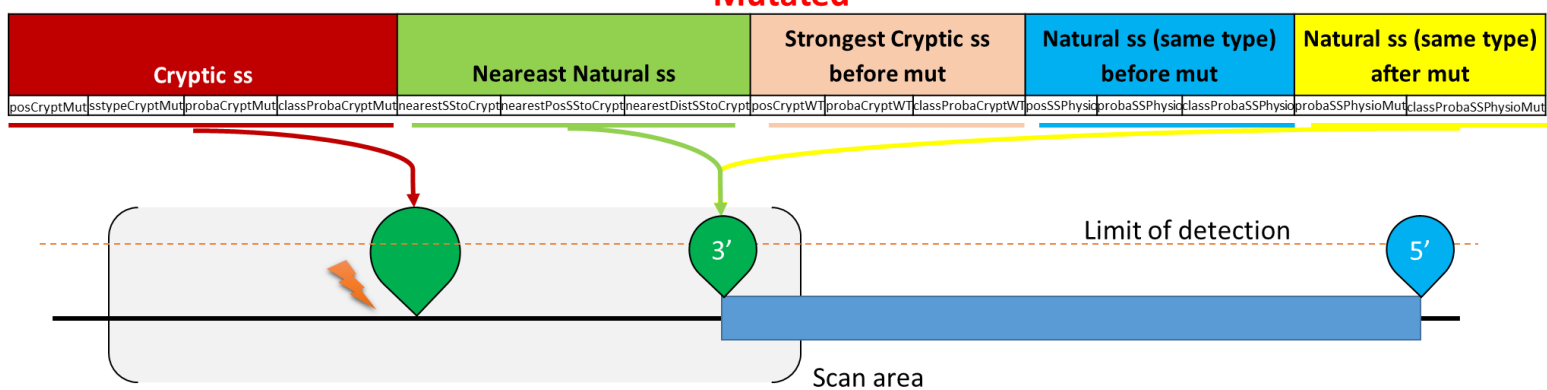 Mutated
Cryptic ss
Neareast Natural ss
Strongest Cryptic ss
before mut
Natural ss (same type)
before mut
Natural ss (same type)
after mut
posCryptMut sstypeCryptMut probaCryptMut classProbaCryptMut nearestSStoCrypt nearestPosSStoCrypt nearestDistSStoCrypt posCryptWT probaCryptWT classProbaCryptWT posSSPhysio probaSSPhysio classProbaSSPhysio probaSSPhysioMut classProbaSSPhysioMut
Limit of detection
3’
5’
Scan area